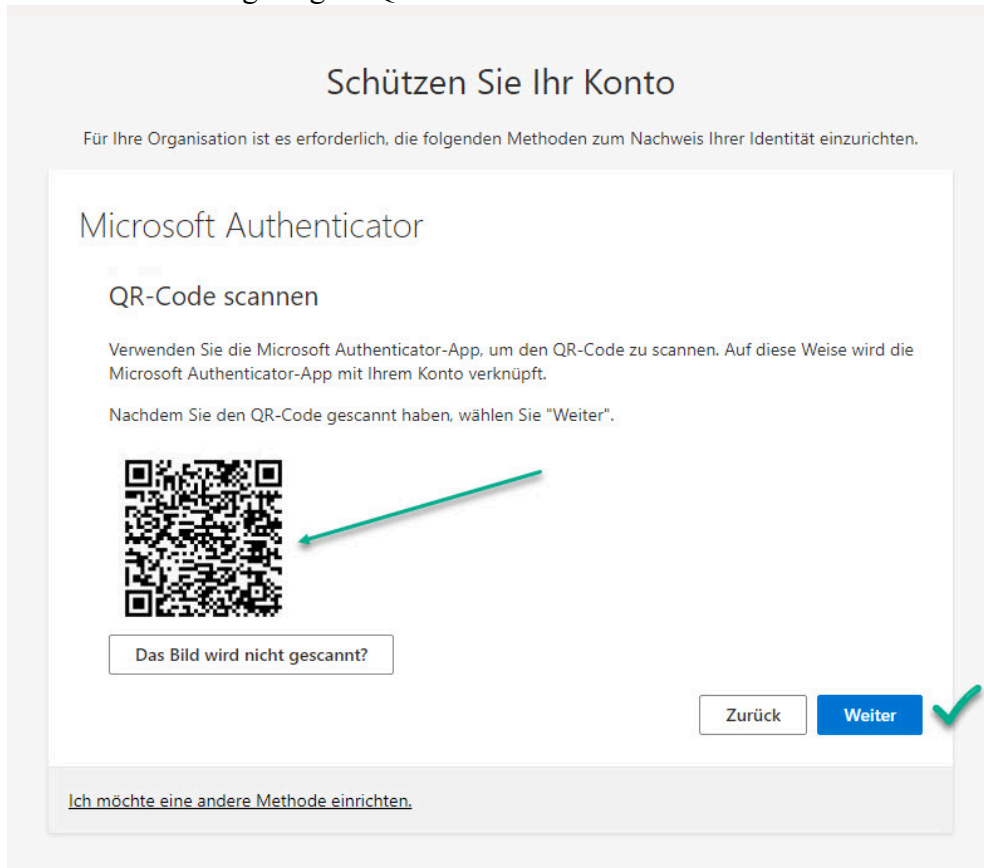 Schützen Sie Ihr Konto
Für Ihre Organisation ist es erforderlich, die folgenden Methoden zum Nachweis Ihrer Identität einzurichten.
Microsoft Authenticator
QR-Code scannen
Verwenden Sie die Microsoft Authenticator-App, um den QR-Code zu scannen. Auf diese Weise wird die
Microsoft Authenticator-App mit Ihrem Konto verknüpft.
Nachdem Sie den QR-Code gescannt haben, wählen Sie "Weiter".
Das Bild wird nicht gescannt?
Zurück
Weiter
Ich möchte eine andere Methode einrichten.